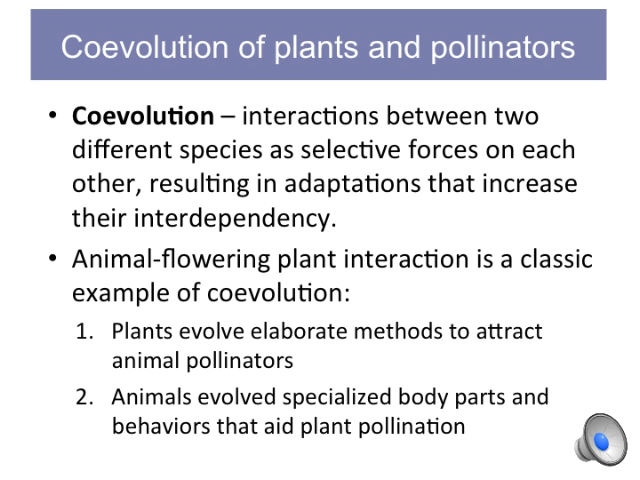 Coevolution of plants and pollinators
• Coevolution – interactions between two
different species as selective forces on each
other, resulting in adaptations that increase
their interdependency.
• Animal-flowering plant interaction is a classic
example of coevolution:
1. Plants evolve elaborate methods to attract
animal pollinators
2. Animals evolved specialized body parts and
behaviors that aid plant pollination